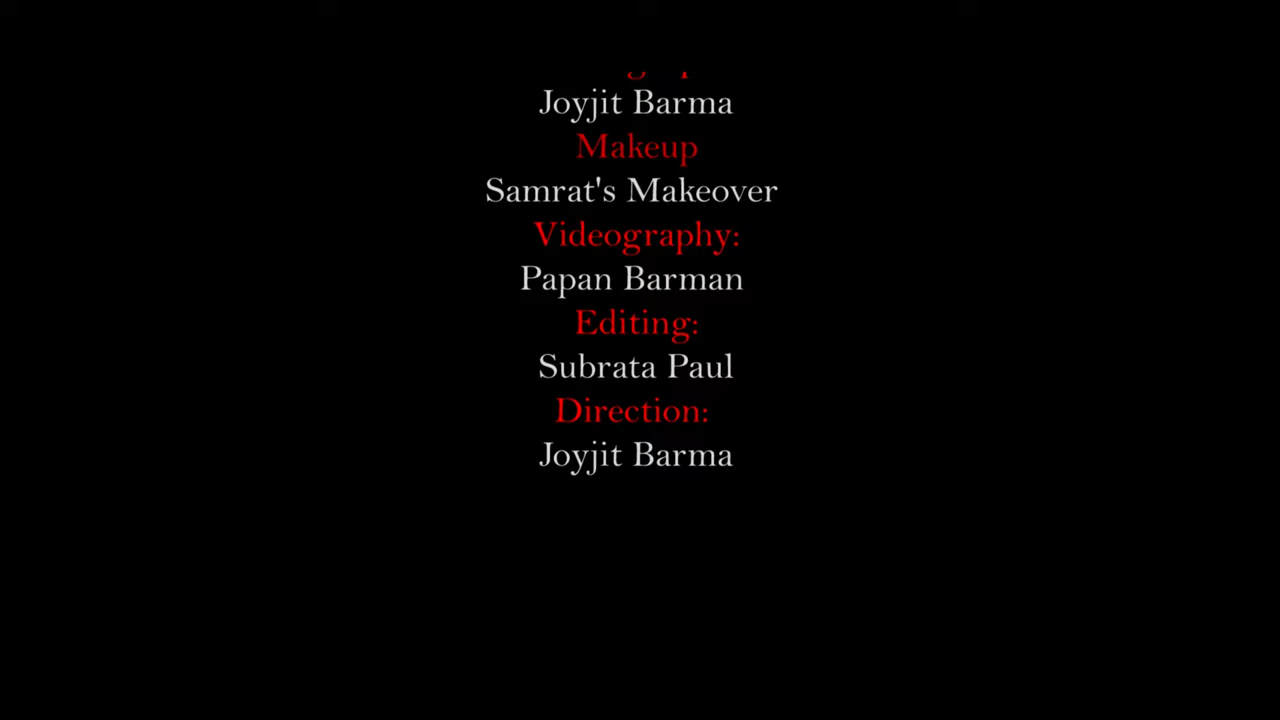 Joyjit Barma
Makeup
Samrat's Makeover
Videography:
Papan Barman
Editing:
Subrata Paul
Direction:
Joyjit Barma